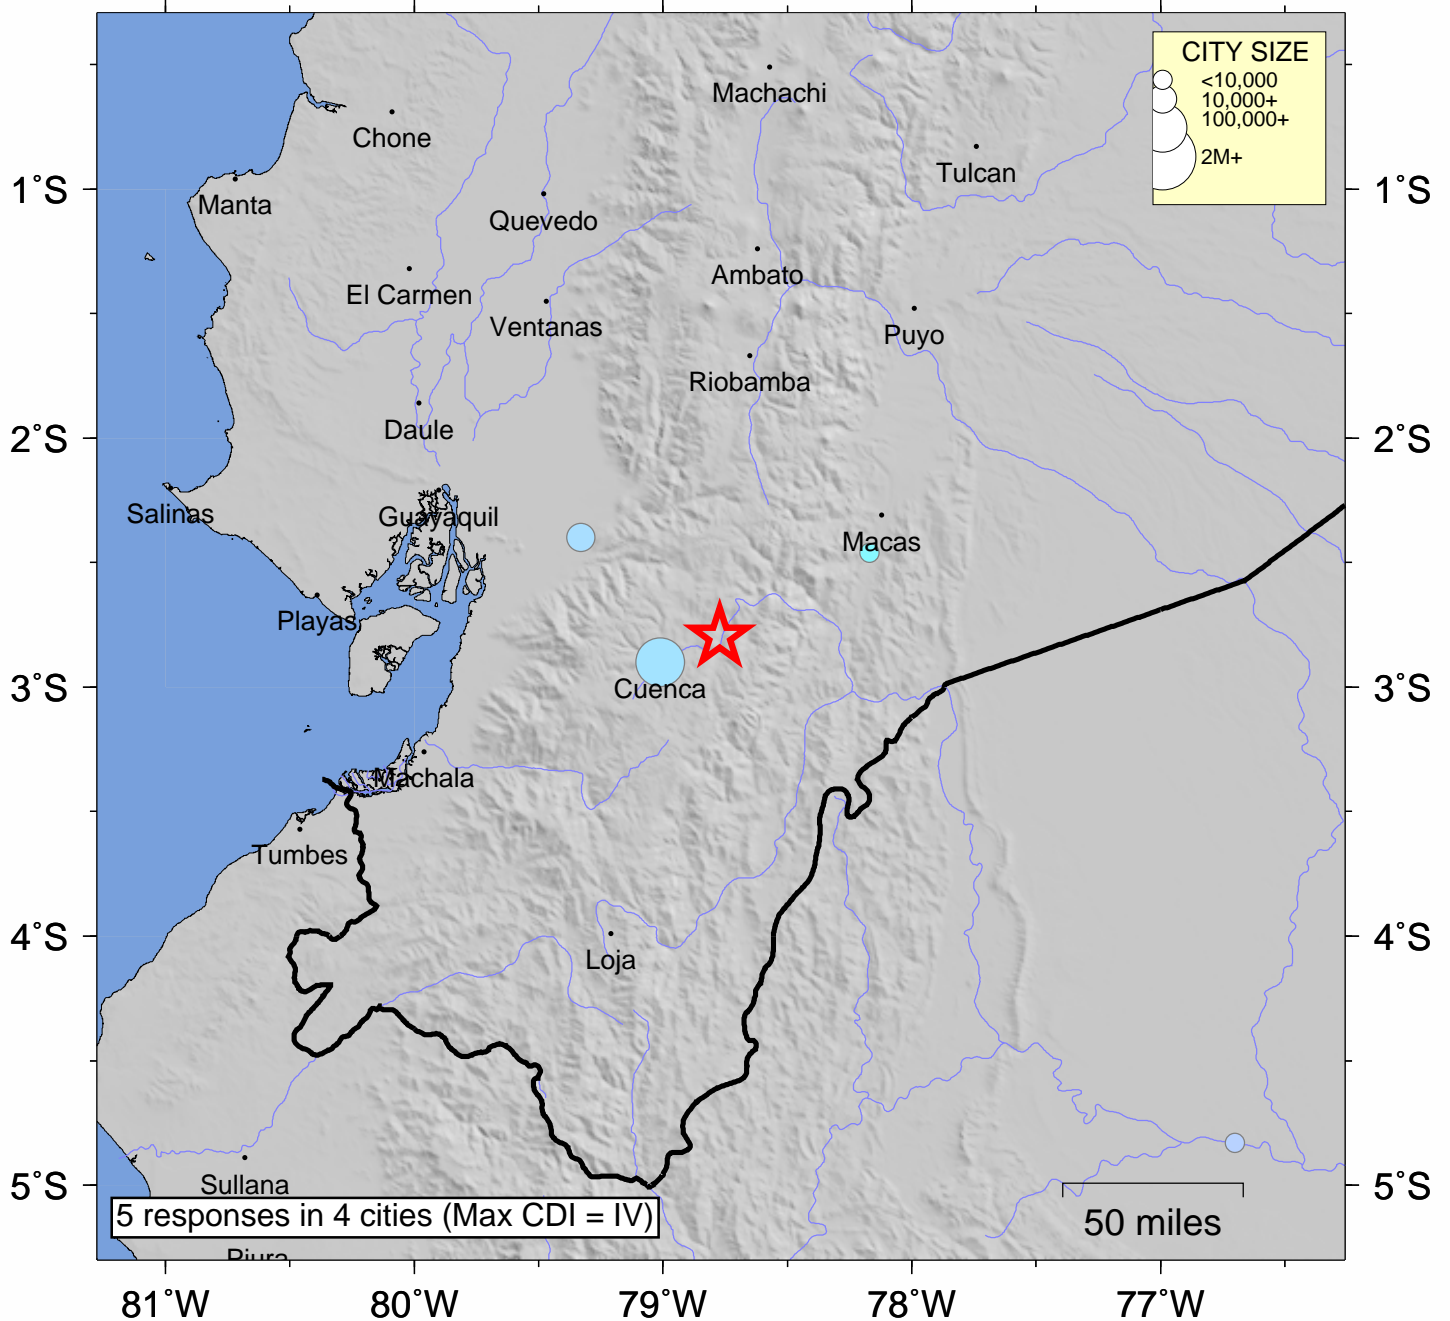 CITY SIZE
<10,000
10,000+
100,000+
2M+
Machachi
Chone
Tulcan
1°S
1°S
Manta
Quevedo
Ambato
El Carmen
Ventanas
Puyo
Riobamba
Daule
2°S
2°S
Salinas
Guayaquil
Macas
Playas
3°S
3°S
Cuenca
Machala
Tumbes
4°S
4°S
Loja
5°S
5°S
Sullana
5 responses in 4 cities (Max CDI = IV)
50 miles
Piura
81°W
80°W
79°W
78°W
77°W